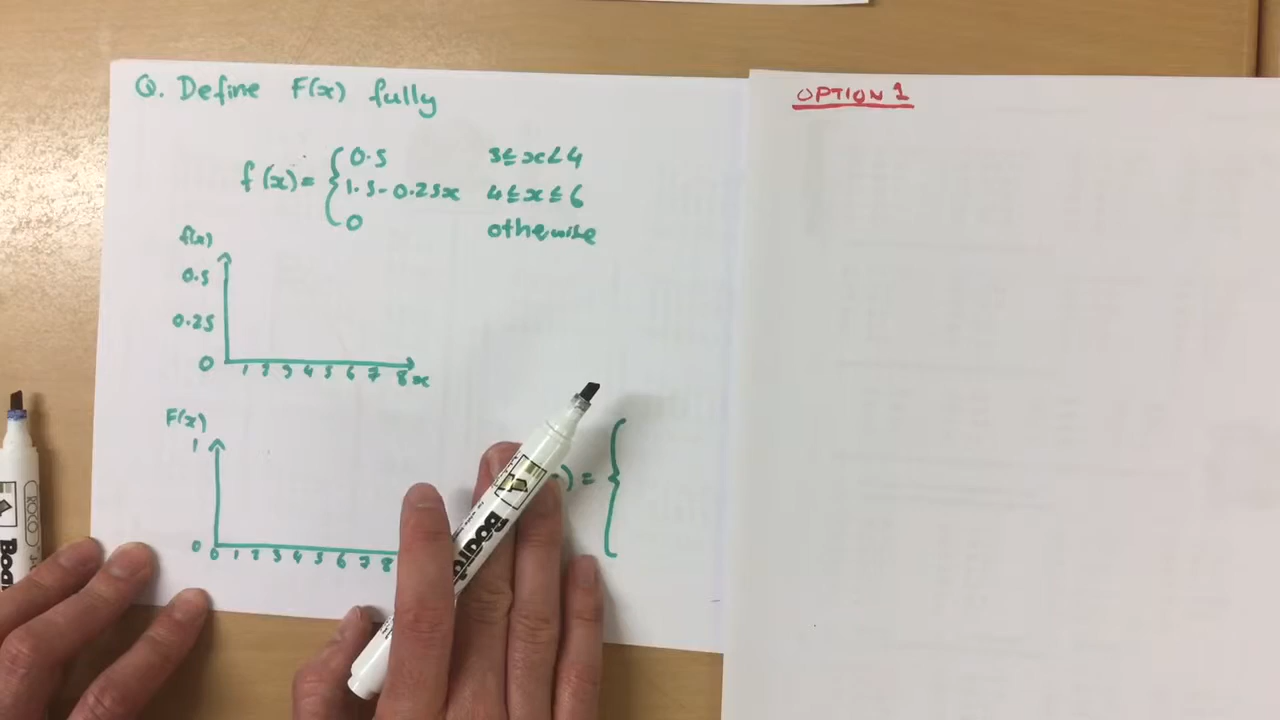 Q. Define F(x) fully
OPTION 1
f(x) = { 0.5 3 ≤ x < 4
1.5 - 0.25x 4 ≤ x ≤ 6
0 otherwise
f(x)
0.5
0.25
0
1 2 3 4 5 6 7 8 x
F(x)
1
0
0 1 2 3 4 5 6 7 8
) = {
ROCO
Board